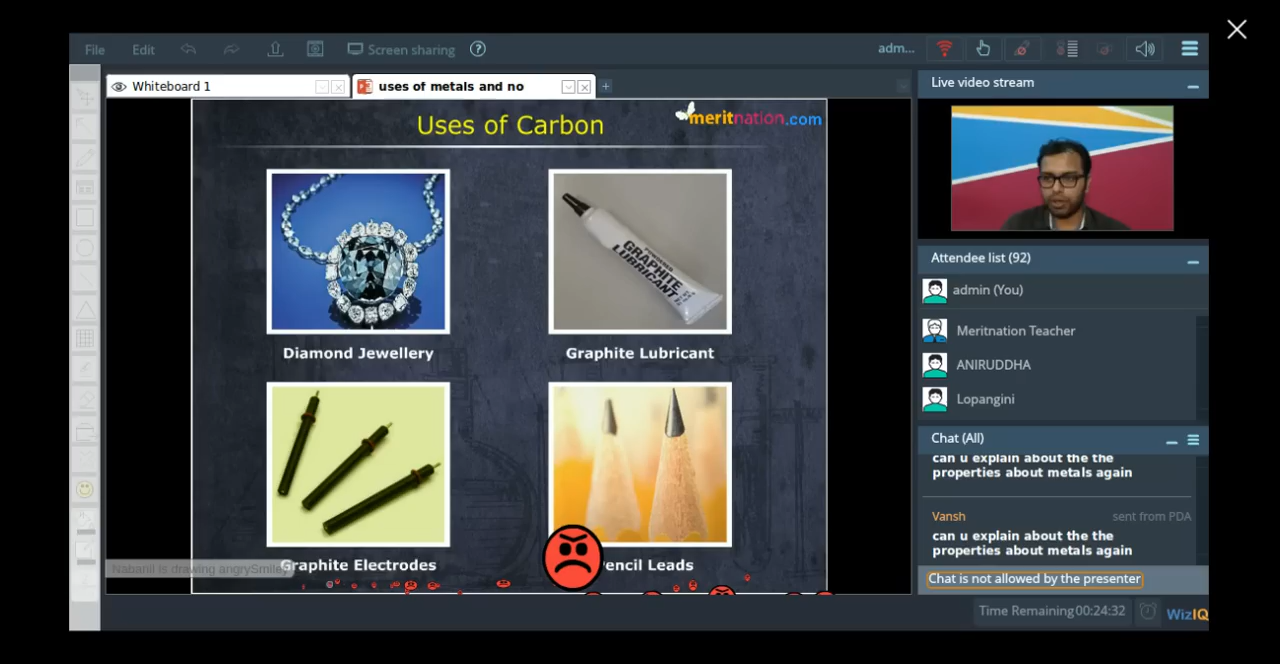 File Edit Screen sharing ? adm...
Whiteboard 1
uses of metals and no
Uses of Carbon
meritnation.com
Diamond Jewellery
GRAPHITE
LUBRICANT
Graphite Lubricant
Graphite Electrodes
Pencil Leads
Nabanil is drawing angrySmiley
Live video stream
Attendee list (92)
admin (You)
Meritnation Teacher
ANIRUDDHA
Lopangini
Chat (All)
can u explain about the the
properties about metals again
Vansh sent from PDA
can u explain about the the
properties about metals again
Chat is not allowed by the presenter
Time Remaining 00:24:32
WizIQ